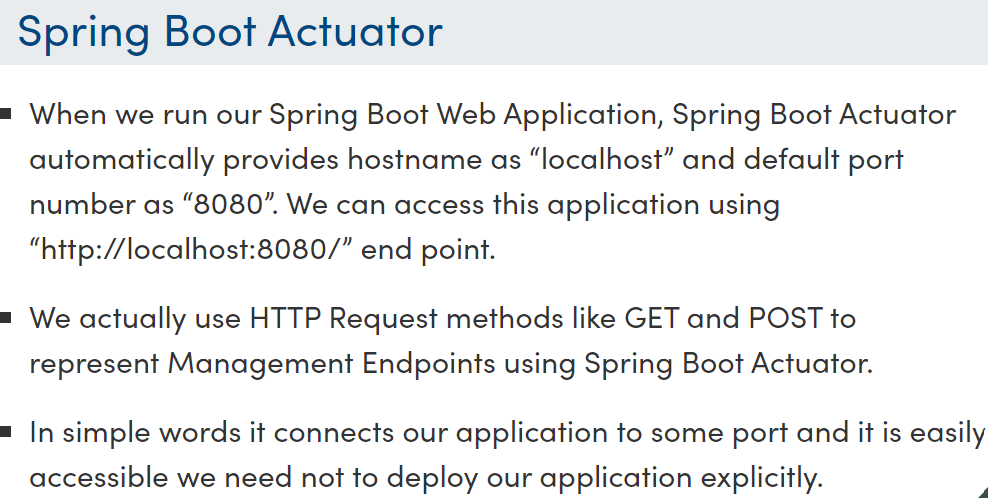 Spring Boot Actuator
When we run our Spring Boot Web Application, Spring Boot Actuator
automatically provides hostname as “localhost” and default port
number as “8080”. We can access this application using
“http://localhost:8080/” end point.
We actually use HTTP Request methods like GET and POST to
represent Management Endpoints using Spring Boot Actuator.
In simple words it connects our application to some port and it is easily
accessible we need not to deploy our application explicitly.